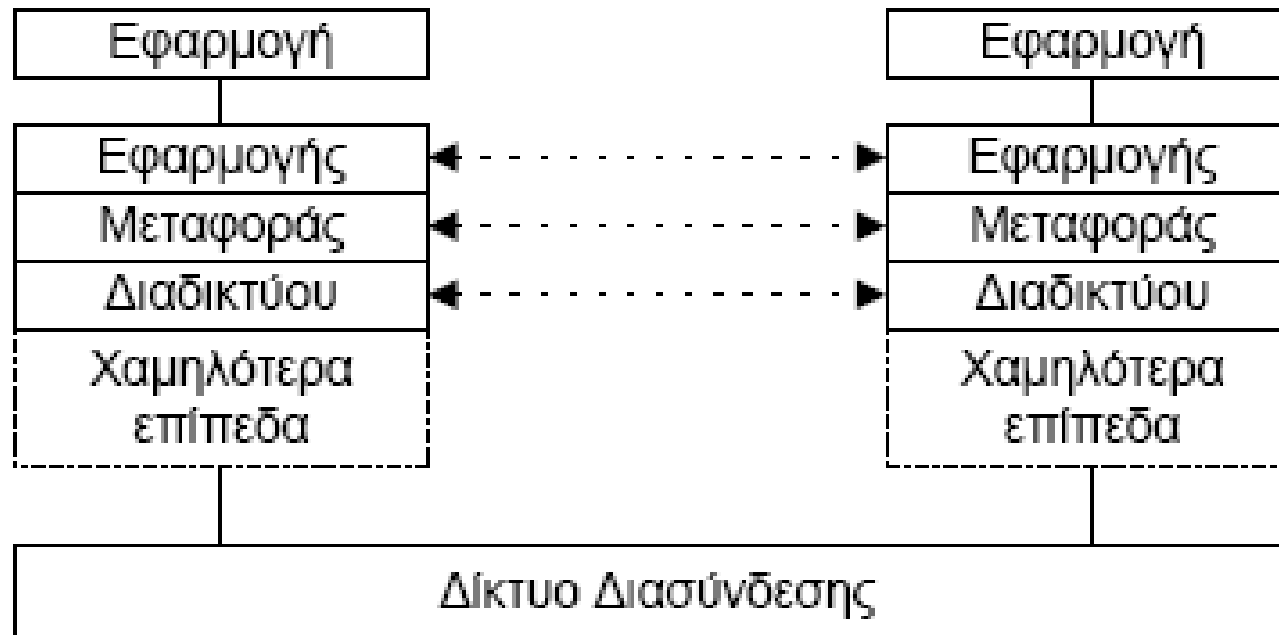 Εφαρμογή
Εφαρμογή
Εφαρμογής
Εφαρμογής
Μεταφοράς
Μεταφοράς
Διαδικτύου
Διαδικτύου
Χαμηλότερα
επίπεδα
Χαμηλότερα
επίπεδα
Δίκτυο Διασύνδεσης